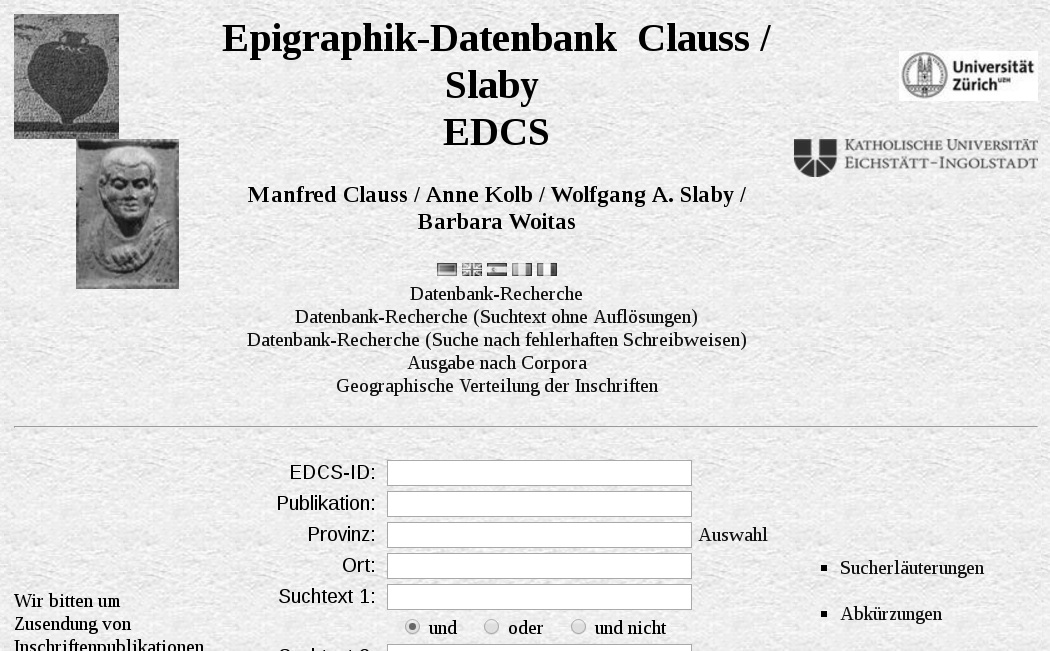 Epigraphik-Datenbank Clauss /
Slaby
EDCS
Universität
Zürich UZH
KATHOLISCHE UNIVERSITÄT
EICHSTÄTT-INGOLSTADT
Manfred Clauss / Anne Kolb / Wolfgang A. Slaby /
Barbara Woitas
Datenbank-Recherche
Datenbank-Recherche (Suchtext ohne Auflösungen)
Datenbank-Recherche (Suche nach fehlerhaften Schreibweisen)
Ausgabe nach Corpora
Geographische Verteilung der Inschriften
EDCS-ID:
Publikation:
Provinz: Auswahl
Ort:
Suchtext 1:
und oder und nicht
Wir bitten um
Zusendung von
Inschriftenpublikationen
Sucherläuterungen
Abkürzungen